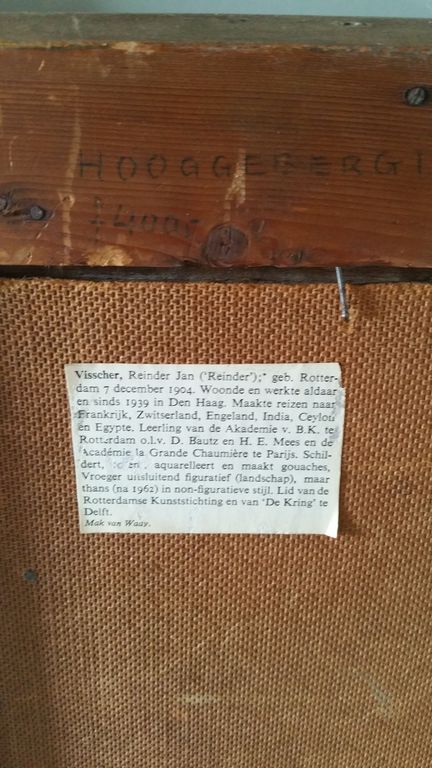 HOOGGEBERGT
Visscher, Reinder Jan ('Reinder');* geb. Rotter-
dam 7 december 1904. Woonde en werkte aldaar
en sinds 1939 in Den Haag. Maakte reizen naar
Frankrijk, Zwitserland, Engeland, India, Ceylon
en Egypte. Leerling van de Akademie v. B.K. te
Rotterdam o.l.v. D. Bautz en H. E. Mees en de
Académie la Grande Chaumière te Parijs. Schil-
dert, aquarelleert en maakt gouaches,
Vroeger uitsluitend figuratief (landschap), maar
thans (na 1962) in non-figuratieve stijl. Lid van de
Rotterdamse Kunststichting en van 'De Kring' te
Delft.
Mak van Waay.